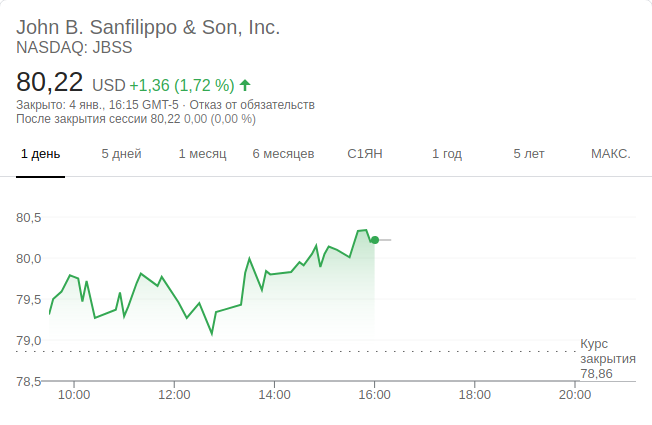 John B. Sanfilippo & Son, Inc.
NASDAQ: JBSS
80,22 USD +1,36 (1,72 %)
Закрыто: 4 янв., 16:15 GMT-5 · Отказ от обязательств
После закрытия сессии 80,22 0,00 (0,00 %)
1 день 5 дней 1 месяц 6 месяцев С1ЯН 1 год 5 лет МАКС.
80,5
80,0
79,5
79,0
Курс
закрытия
78,86
78,5
10:00 12:00 14:00 16:00 18:00 20:00